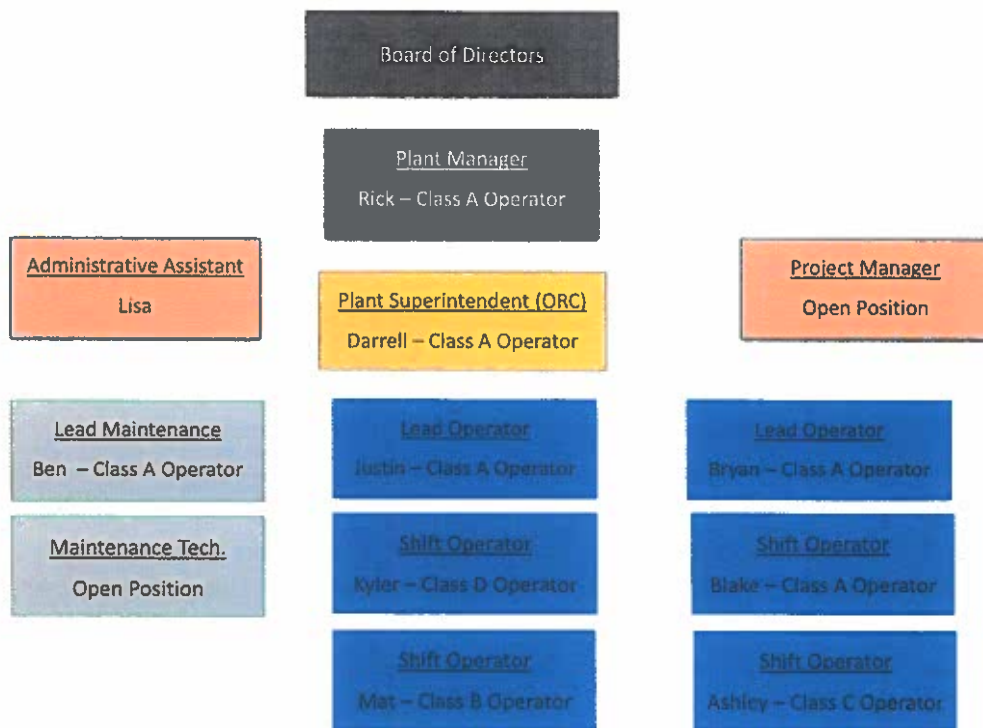 Board of Directors
Plant Manager
Rick – Class A Operator
Administrative Assistant
Lisa
Project Manager
Open Position
Plant Superintendent (ORC)
Darrell – Class A Operator
Lead Maintenance
Ben – Class A Operator
Lead Operator
Justin – Class A Operator
Lead Operator
Bryan – Class A Operator
Maintenance Tech.
Open Position
Shift Operator
Kyler – Class D Operator
Shift Operator
Blake – Class A Operator
Shift Operator
Mat – Class B Operator
Shift Operator
Ashley – Class C Operator